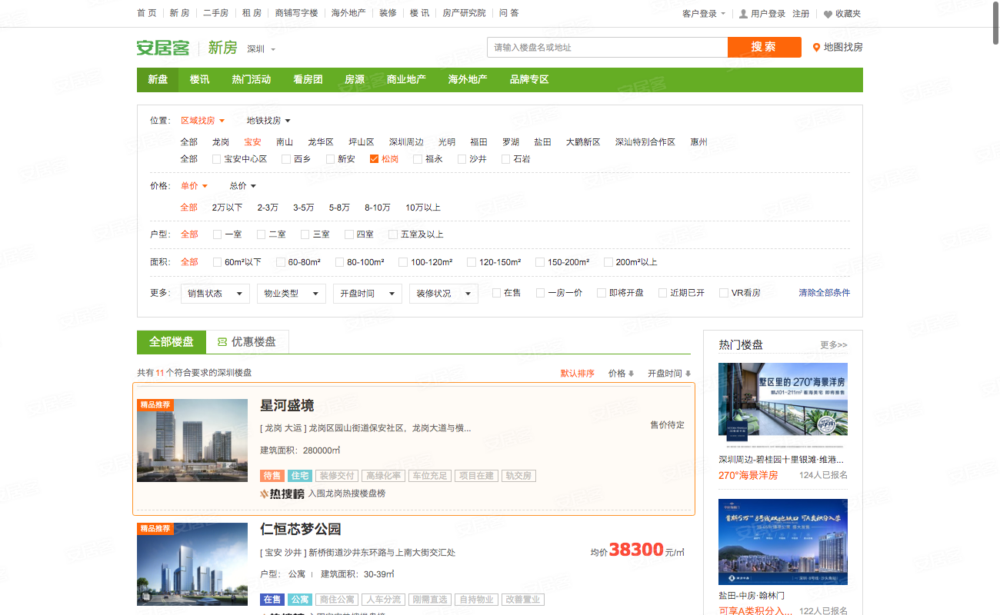 首 页 新 房 二手房 租 房 商铺写字楼 海外地产 装修 楼 讯 房产研究院 问 答 客户登录 用户登录 注册 收藏夹
安居客 新房 深圳 请输入楼盘名或地址 搜 索 地图找房
新盘 楼讯 热门活动 看房团 房源 商业地产 海外地产 品牌专区
位置： 区域找房 地铁找房
全部 龙岗 宝安 南山 龙华区 坪山区 深圳周边 光明 福田 罗湖 盐田 大鹏新区 深汕特别合作区 惠州
全部 宝安中心区 西乡 新安 松岗 福永 沙井 石岩
价格： 单价 总价
全部 2万以下 2-3万 3-5万 5-8万 8-10万 10万以上
户型： 全部 一室 二室 三室 四室 五室及以上
面积： 全部 60m²以下 60-80m² 80-100m² 100-120m² 120-150m² 150-200m² 200m²以上
更多： 销售状态 物业类型 开盘时间 装修状况 在售 一房一价 即将开盘 近期已开 VR看房 清除全部条件
全部楼盘 优惠楼盘
共有 11 个符合要求的深圳楼盘 默认排序 价格 开盘时间
精品推荐
星河盛境
[ 龙岗 大运 ] 龙岗区园山街道保安社区，龙岗大道与横...
售价待定
建筑面积：280000㎡
待售 住宅 装修交付 高绿化率 车位充足 项目在建 轨交房
热搜榜 入围龙岗热搜楼盘榜
精品推荐
仁恒芯梦公园
[ 宝安 沙井 ] 新桥街道沙井东环路与上南大街交汇处
均价 38300 元/㎡
户型： 公寓 建筑面积：30-39㎡
在售 公寓 商住公寓 人车分流 刚需直选 自持物业 改善置业
热门楼盘 更多>>
墅区里的 270°海景洋房
深圳周边-碧桂园十里银滩·维港...
270°海景洋房 124人已报名
盐田-中房·翰林门
可享A类积分入... 122人已报名